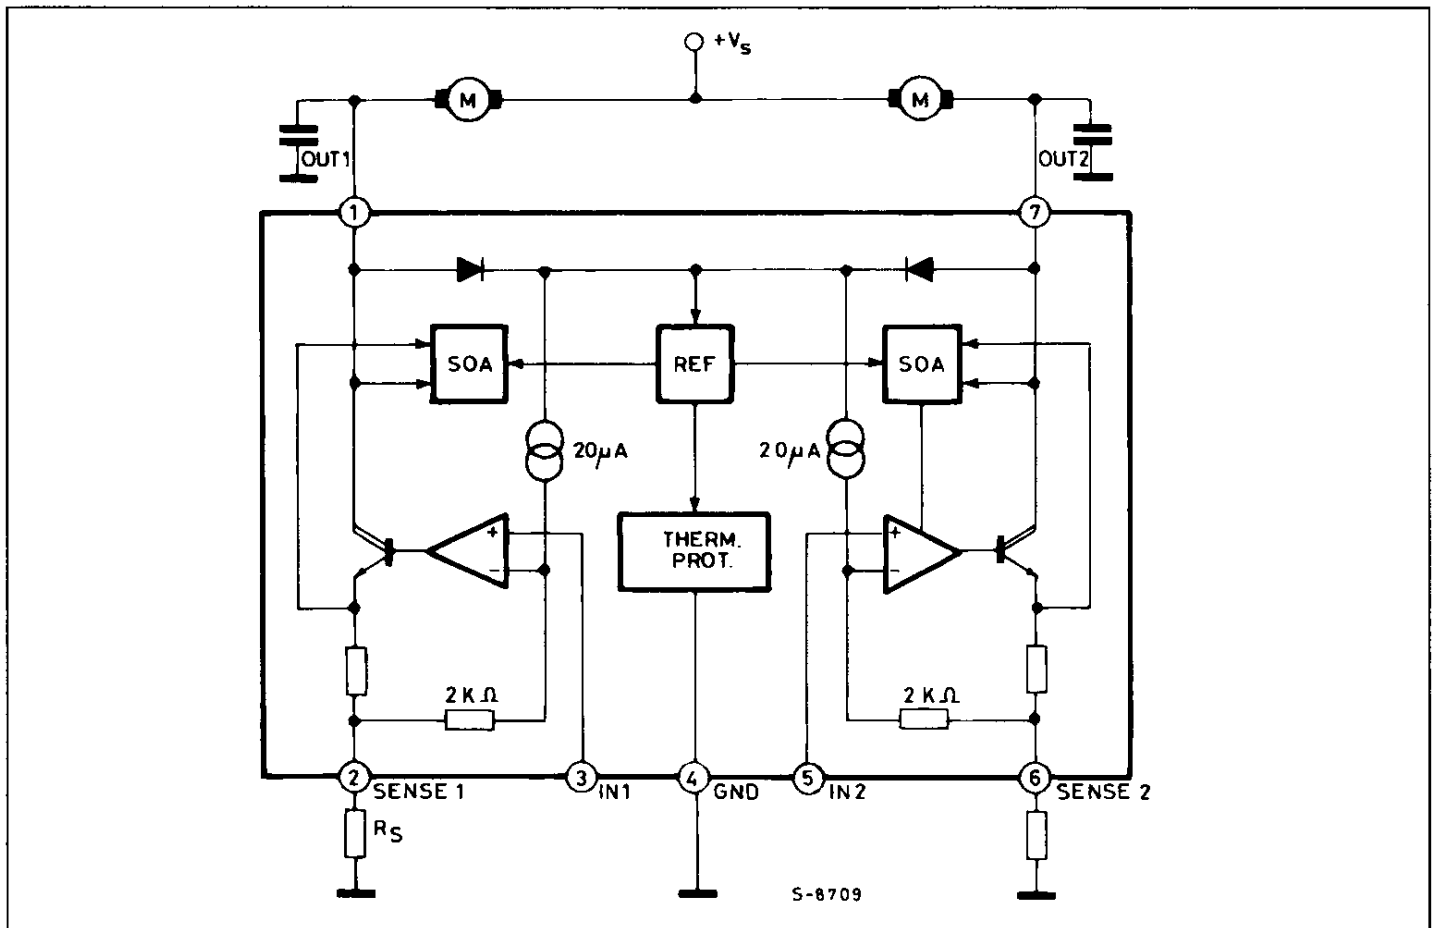 +Vs
M
M
OUT1
OUT2
1
7
SOA
REF
SOA
20µA
20µA
+
-
THERM.
PROT.
+
-
2KΩ
2KΩ
2
SENSE 1
3
IN1
4
GND
5
IN2
6
SENSE 2
RS
S-8709